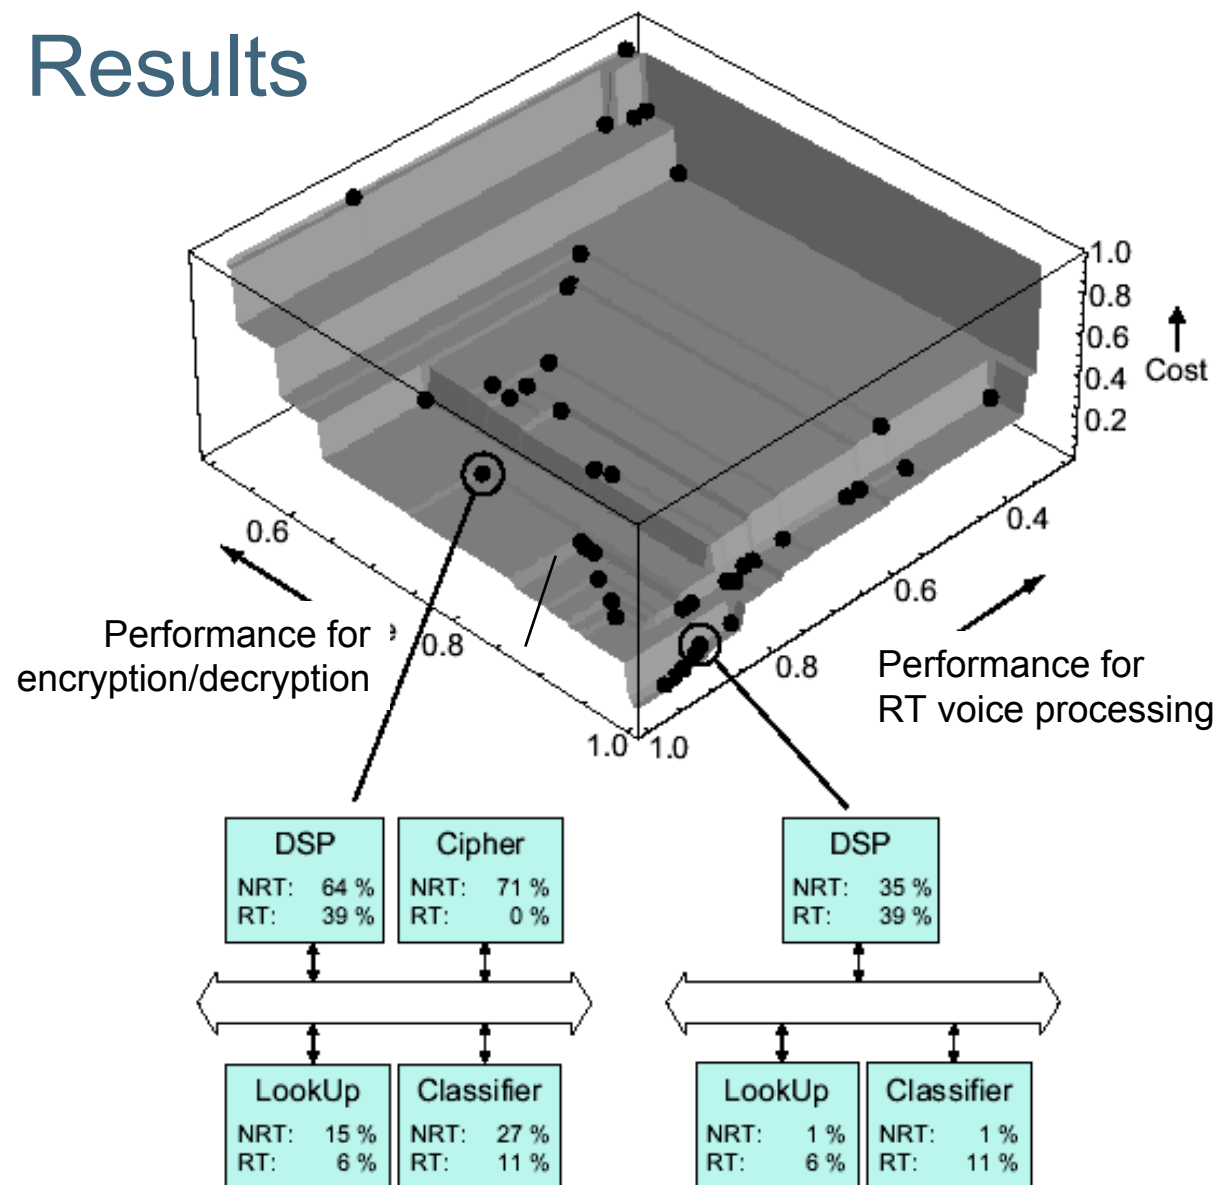 Results
1.0
0.8
0.6
0.4
0.2
Cost
0.6
0.8
1.0
0.4
0.6
0.8
1.0
Performance for
encryption/decryption
Performance for
RT voice processing
DSP
NRT: 64 %
RT: 39 %
Cipher
NRT: 71 %
RT: 0 %
DSP
NRT: 35 %
RT: 39 %
LookUp
NRT: 15 %
RT: 6 %
Classifier
NRT: 27 %
RT: 11 %
LookUp
NRT: 1 %
RT: 6 %
Classifier
NRT: 1 %
RT: 11 %